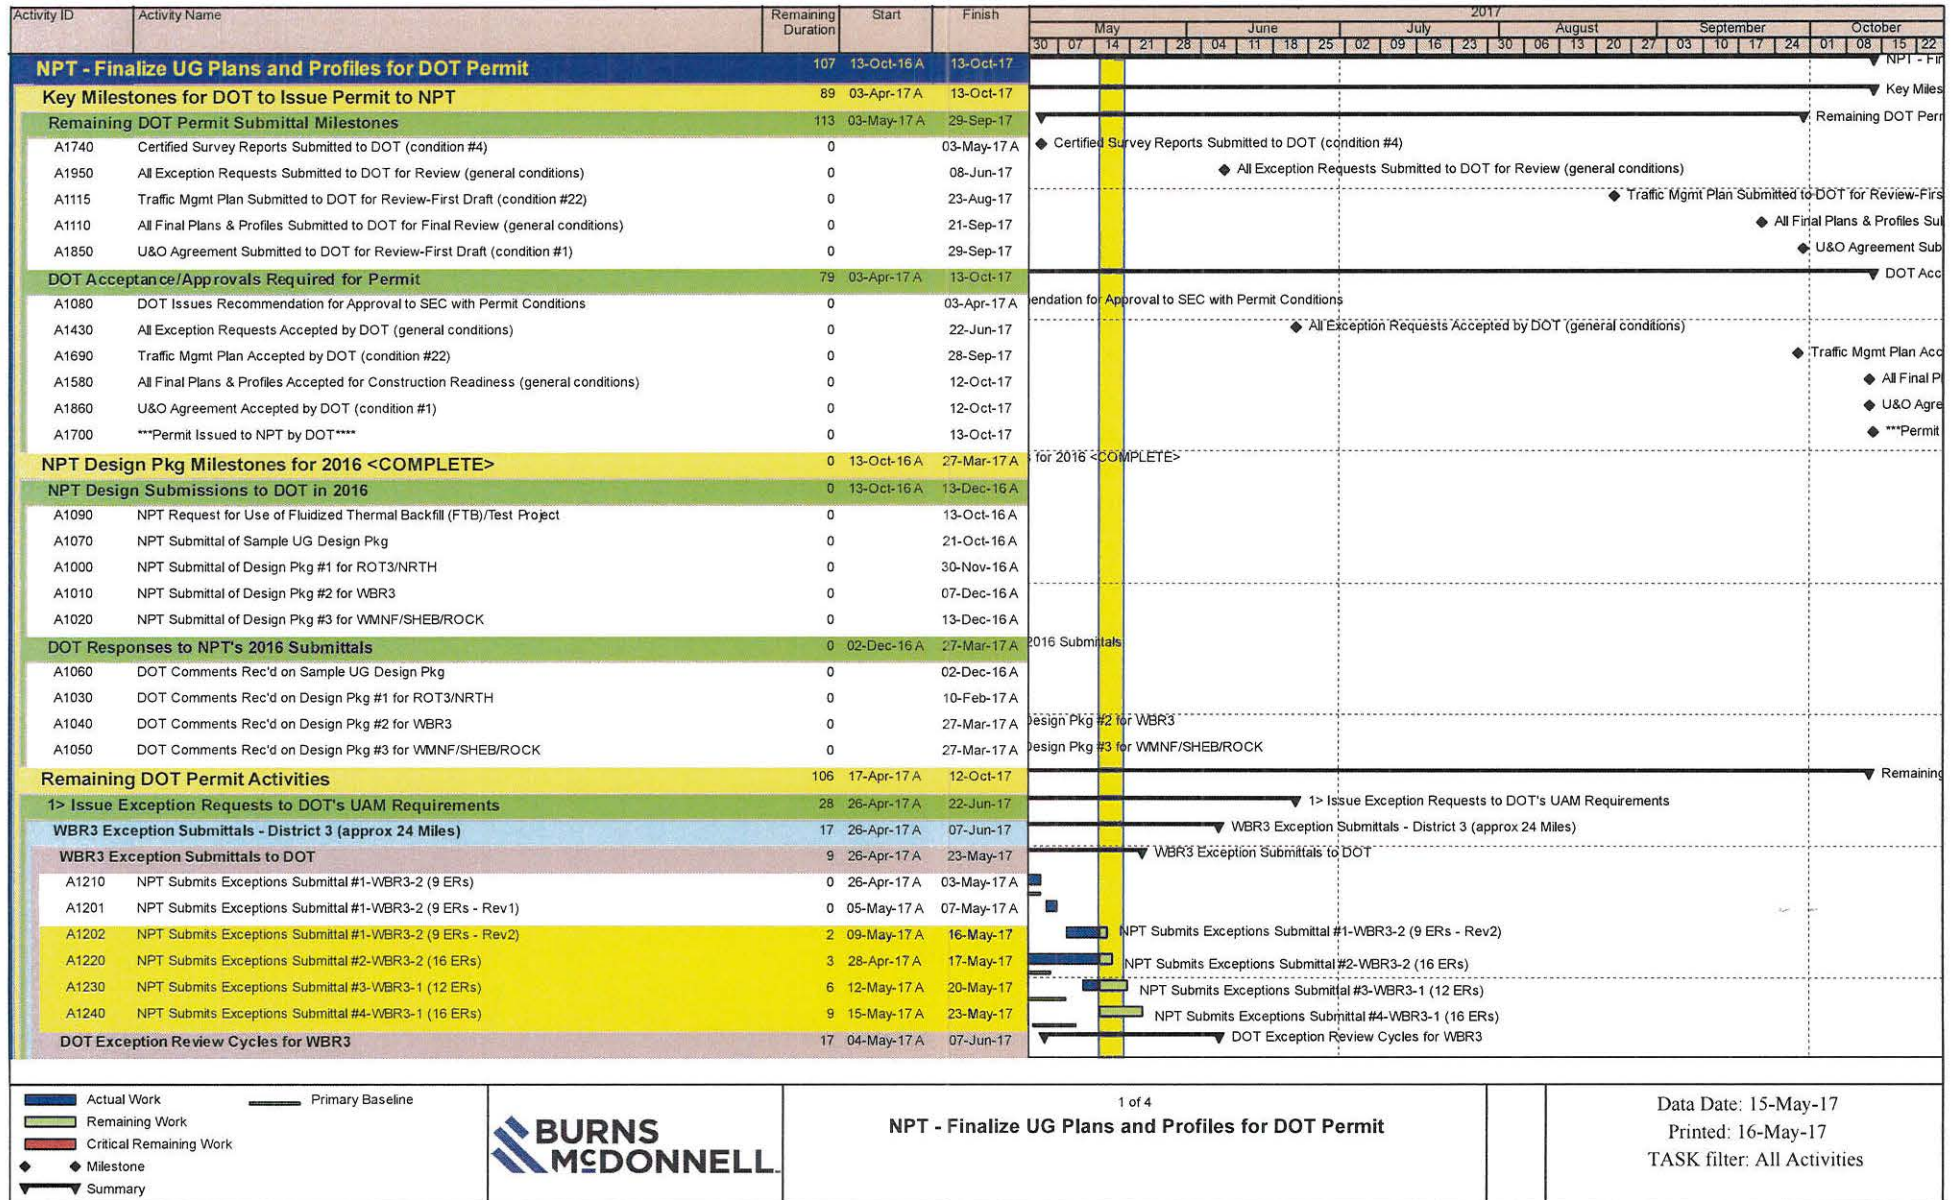 Activity ID Activity Name Remaining Duration Start Finish 2017
May June July August September October
30 07 14 21 28 04 11 18 25 02 09 16 23 30 06 13 20 27 03 10 17 24 01 08 15 22
NPT - Finalize UG Plans and Profiles for DOT Permit 107 13-Oct-16 A 13-Oct-17 NPT - Fin
Key Milestones for DOT to Issue Permit to NPT 89 03-Apr-17 A 13-Oct-17 Key Miles
Remaining DOT Permit Submittal Milestones 113 03-May-17 A 29-Sep-17 Remaining DOT Perr
A1740 Certified Survey Reports Submitted to DOT (condition #4) 0 03-May-17 A Certified Survey Reports Submitted to DOT (condition #4)
A1950 All Exception Requests Submitted to DOT for Review (general conditions) 0 08-Jun-17 All Exception Requests Submitted to DOT for Review (general conditions)
A1115 Traffic Mgmt Plan Submitted to DOT for Review-First Draft (condition #22) 0 23-Aug-17 Traffic Mgmt Plan Submitted to DOT for Review-Firs
A1110 All Final Plans & Profiles Submitted to DOT for Final Review (general conditions) 0 21-Sep-17 All Final Plans & Profiles Sul
A1850 U&O Agreement Submitted to DOT for Review-First Draft (condition #1) 0 29-Sep-17 U&O Agreement Sub
DOT Acceptance/Approvals Required for Permit 79 03-Apr-17 A 13-Oct-17 DOT Acc
A1080 DOT Issues Recommendation for Approval to SEC with Permit Conditions 0 03-Apr-17 A endation for Approval to SEC with Permit Conditions
A1430 All Exception Requests Accepted by DOT (general conditions) 0 22-Jun-17 All Exception Requests Accepted by DOT (general conditions)
A1690 Traffic Mgmt Plan Accepted by DOT (condition #22) 0 28-Sep-17 Traffic Mgmt Plan Acc
A1580 All Final Plans & Profiles Accepted for Construction Readiness (general conditions) 0 12-Oct-17 All Final P
A1860 U&O Agreement Accepted by DOT (condition #1) 0 12-Oct-17 U&O Agre
A1700 ***Permit Issued to NPT by DOT**** 0 13-Oct-17 ***Permit
NPT Design Pkg Milestones for 2016 <COMPLETE> 0 13-Oct-16 A 27-Mar-17 A for 2016 <COMPLETE>
NPT Design Submissions to DOT in 2016 0 13-Oct-16 A 13-Dec-16 A
A1090 NPT Request for Use of Fluidized Thermal Backfill (FTB)/Test Project 0 13-Oct-16 A
A1070 NPT Submittal of Sample UG Design Pkg 0 21-Oct-16 A
A1000 NPT Submittal of Design Pkg #1 for ROT3/NRTH 0 30-Nov-16 A
A1010 NPT Submittal of Design Pkg #2 for WBR3 0 07-Dec-16 A
A1020 NPT Submittal of Design Pkg #3 for WMNF/SHEB/ROCK 0 13-Dec-16 A
DOT Responses to NPT's 2016 Submittals 0 02-Dec-16 A 27-Mar-17 A 2016 Submittals
A1060 DOT Comments Rec'd on Sample UG Design Pkg 0 02-Dec-16 A
A1030 DOT Comments Rec'd on Design Pkg #1 for ROT3/NRTH 0 10-Feb-17 A
A1040 DOT Comments Rec'd on Design Pkg #2 for WBR3 0 27-Mar-17 A Design Pkg #2 for WBR3
A1050 DOT Comments Rec'd on Design Pkg #3 for WMNF/SHEB/ROCK 0 27-Mar-17 A Design Pkg #3 for WMNF/SHEB/ROCK
Remaining DOT Permit Activities 106 17-Apr-17 A 12-Oct-17 Remaining
1> Issue Exception Requests to DOT's UAM Requirements 28 26-Apr-17 A 22-Jun-17 1> Issue Exception Requests to DOT's UAM Requirements
WBR3 Exception Submittals - District 3 (approx 24 Miles) 17 26-Apr-17 A 07-Jun-17 WBR3 Exception Submittals - District 3 (approx 24 Miles)
WBR3 Exception Submittals to DOT 9 26-Apr-17 A 23-May-17 WBR3 Exception Submittals to DOT
A1210 NPT Submits Exceptions Submittal #1-WBR3-2 (9 ERs) 0 26-Apr-17 A 03-May-17 A
A1201 NPT Submits Exceptions Submittal #1-WBR3-2 (9 ERs - Rev1) 0 05-May-17 A 07-May-17 A
A1202 NPT Submits Exceptions Submittal #1-WBR3-2 (9 ERs - Rev2) 2 09-May-17 A 16-May-17 NPT Submits Exceptions Submittal #1-WBR3-2 (9 ERs - Rev2)
A1220 NPT Submits Exceptions Submittal #2-WBR3-2 (16 ERs) 3 28-Apr-17 A 17-May-17 NPT Submits Exceptions Submittal #2-WBR3-2 (16 ERs)
A1230 NPT Submits Exceptions Submittal #3-WBR3-1 (12 ERs) 6 12-May-17 A 20-May-17 NPT Submits Exceptions Submittal #3-WBR3-1 (12 ERs)
A1240 NPT Submits Exceptions Submittal #4-WBR3-1 (16 ERs) 9 15-May-17 A 23-May-17 NPT Submits Exceptions Submittal #4-WBR3-1 (16 ERs)
DOT Exception Review Cycles for WBR3 17 04-May-17 A 07-Jun-17 DOT Exception Review Cycles for WBR3
Actual Work Primary Baseline
Remaining Work
Critical Remaining Work
Milestone
Summary
BURNS
McDONNELL.
1 of 4
NPT - Finalize UG Plans and Profiles for DOT Permit
Data Date: 15-May-17
Printed: 16-May-17
TASK filter: All Activities